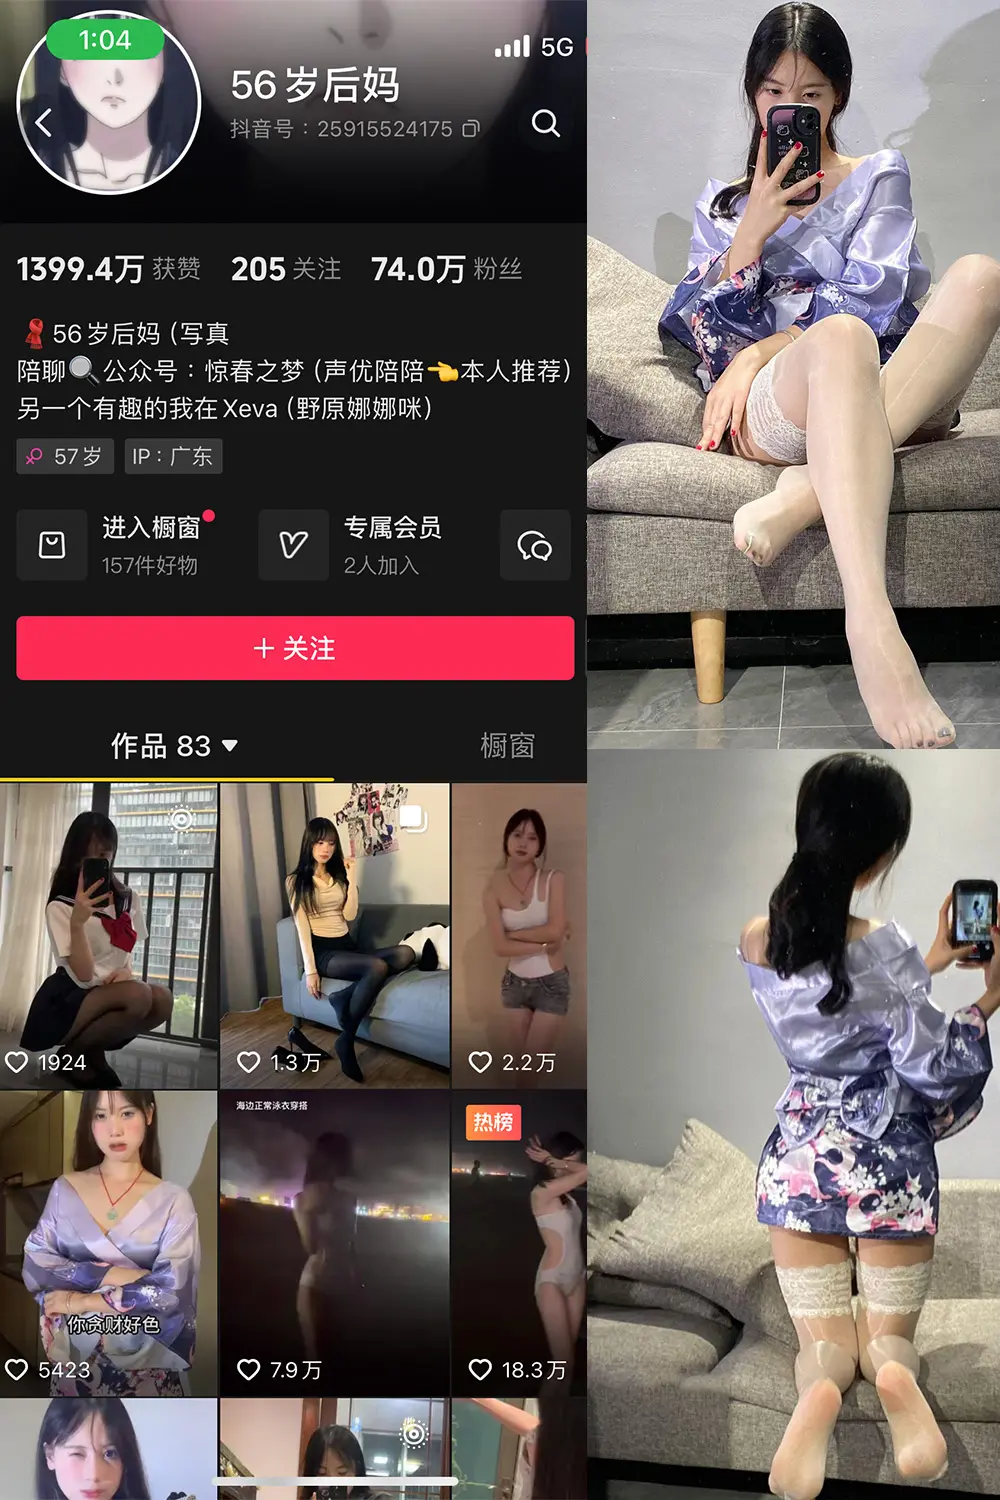 1:04
5G
56岁后妈
抖音号：25915524175
1399.4万 获赞 205 关注 74.0万 粉丝
56岁后妈（写真
陪聊🔍公众号：惊春之梦（声优陪陪👈本人推荐）
另一个有趣的我在Xeva（野原娜娜咪）
57岁 IP：广东
进入橱窗
157件好物
专属会员
2人加入
＋关注
作品 83 橱窗
1924
1.3万
2.2万
海边正常泳衣穿搭
热榜
你贪财好色
5423
7.9万
18.3万